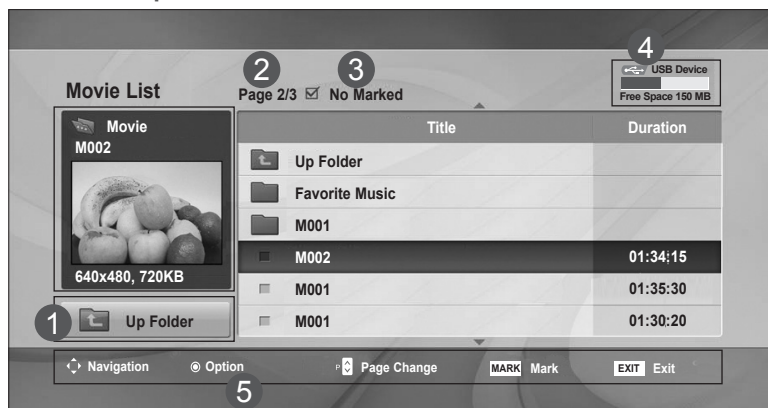 4
2
3
USB Device
Movie List
Page 2/3
No Marked
Free Space 150 MB
Movie
M002
Title
Duration
Up Folder
Favorite Music
M001
M002
01:34:15
640x480, 720KB
M001
01:35:30
1
Up Folder
M001
01:30:20
Navigation
Option
P
Page Change
MARK Mark
EXIT Exit
5